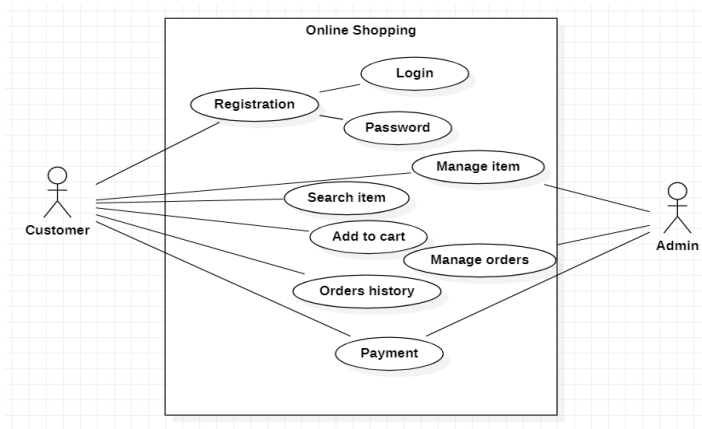 Online Shopping
Login
Registration
Password
Manage item
Search item
Customer
Add to cart
Admin
Manage orders
Orders history
Payment